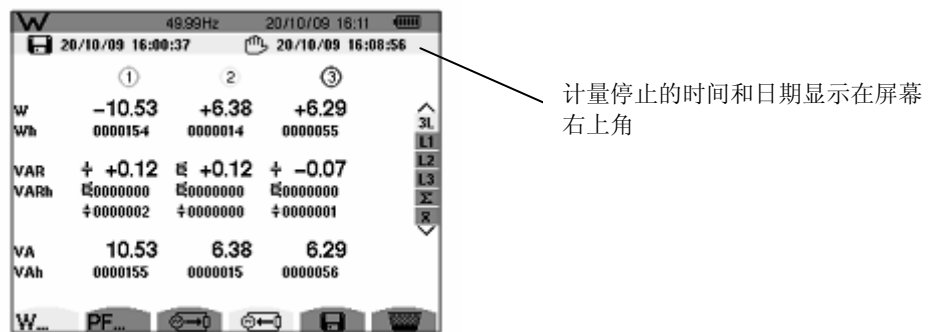 W 49.99Hz 20/10/09 16:11
20/10/09 16:00:37 20/10/09 16:08:56
1 2 3
W -10.53 +6.38 +6.29
Wh 0000154 0000014 0000055
3L
L1
L2
L3
Σ
VAR +0.12 +0.12 -0.07
VARh 0000000 0000000 0000000
0000002 0000000 0000001
VA 10.53 6.38 6.29
VAh 0000155 0000015 0000056
W... PF...
计量停止的时间和日期显示在屏幕
右上角